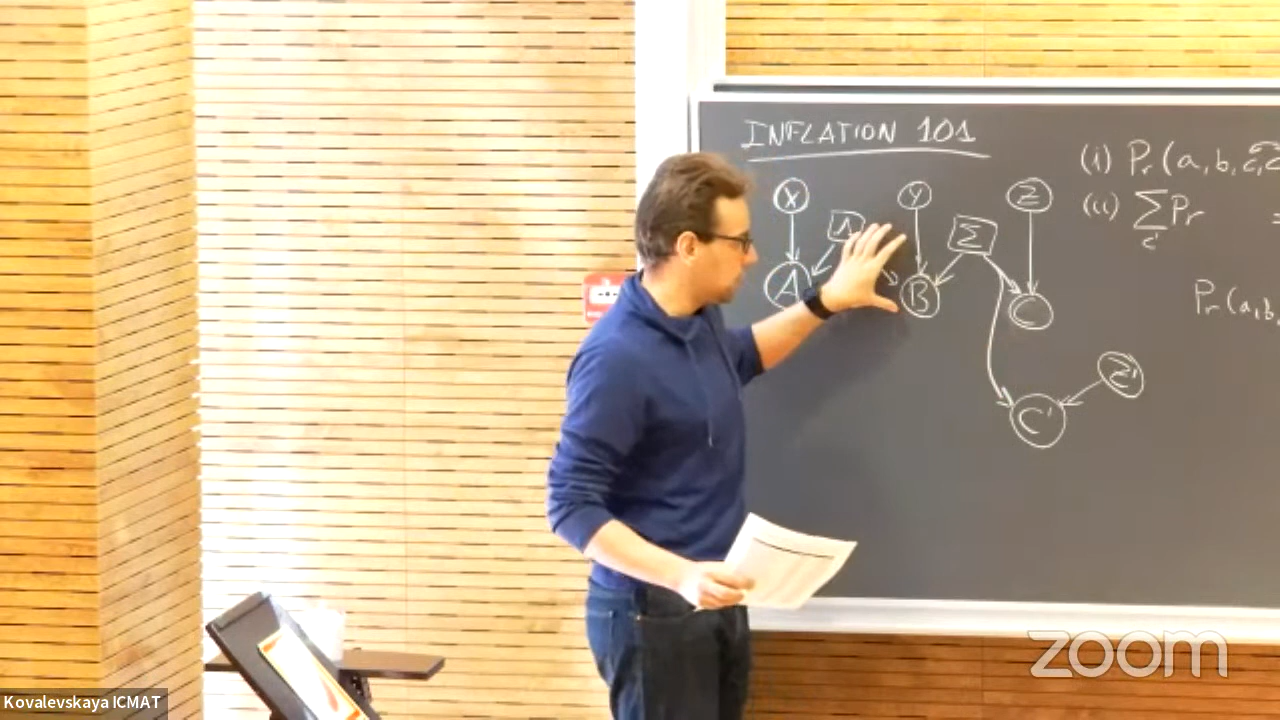 INFLATION 101
X Λ Y Σ Z
A B
Z'
C'
(i) Pr(a,b,c,c
(ii) ∑ Pr =
c'
Pr(a,b,
zoom
Kovalevskaya ICMAT